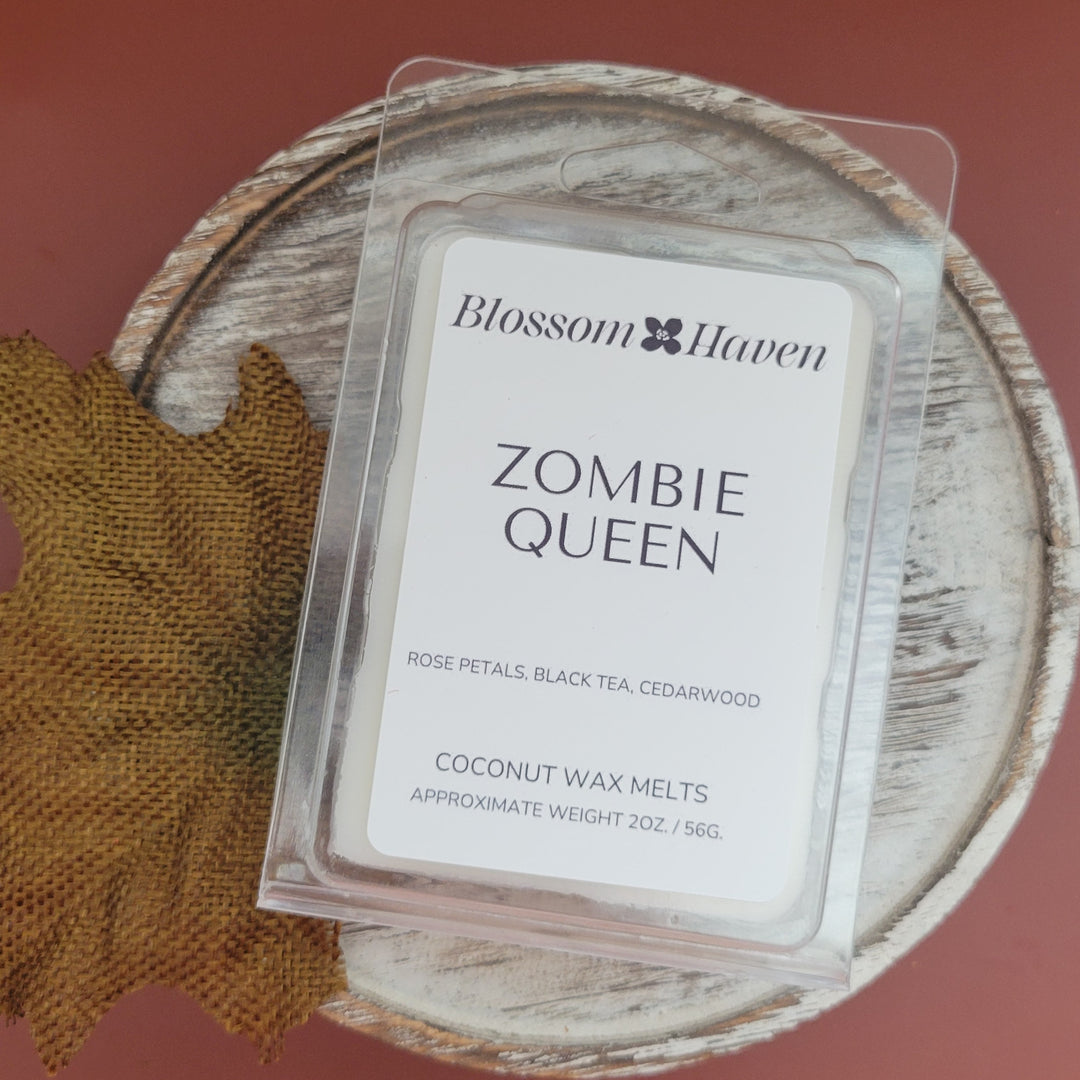 Blossom Haven
ZOMBIE
QUEEN
ROSE PETALS, BLACK TEA, CEDARWOOD
COCONUT WAX MELTS
APPROXIMATE WEIGHT 2OZ. / 56G.